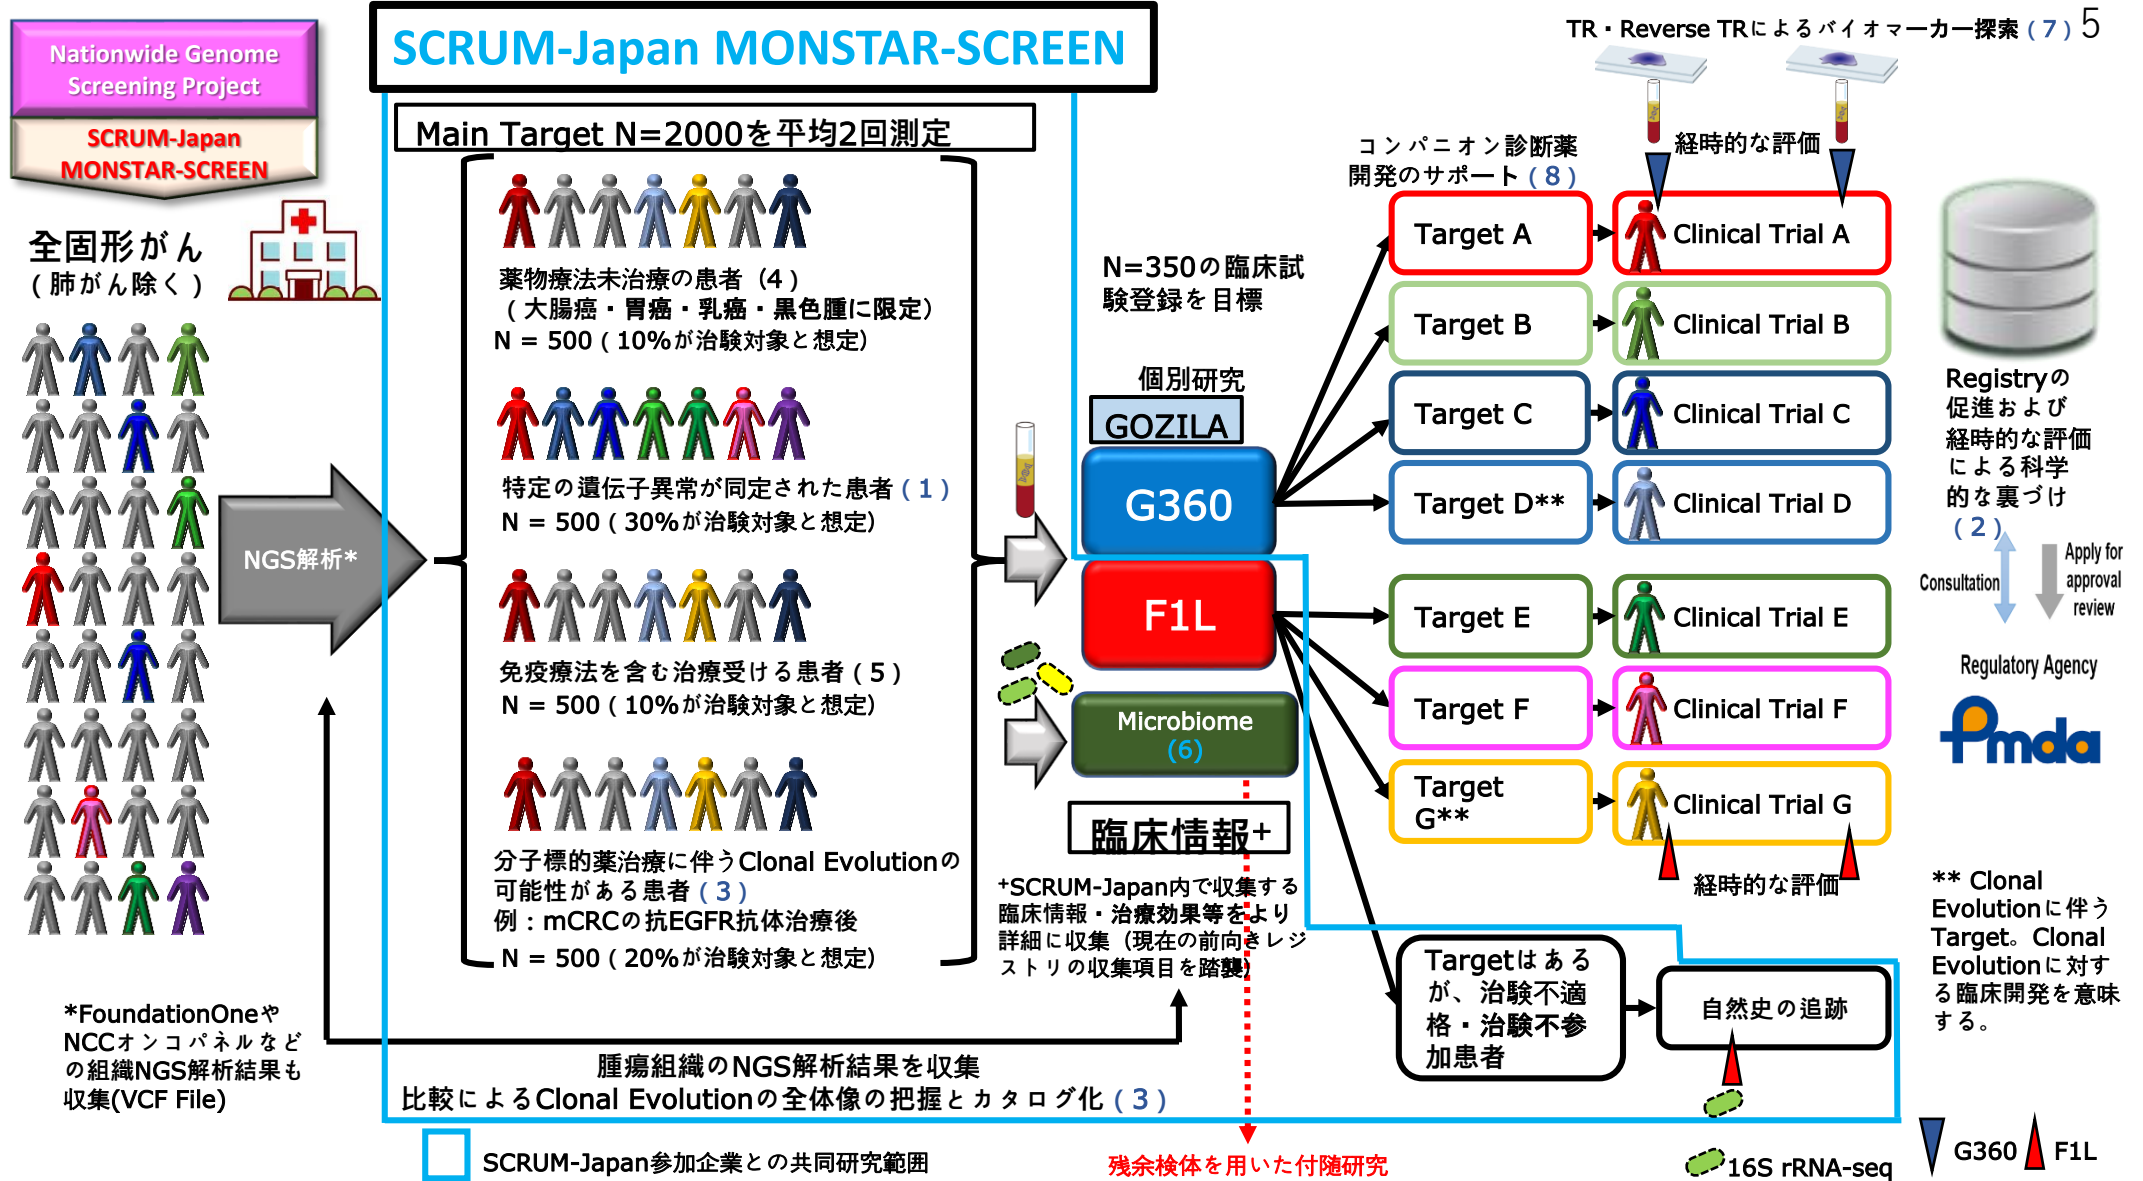 Nationwide Genome
Screening Project
SCRUM-Japan
MONSTAR-SCREEN
全固形がん
(肺がん除く)
NGS解析*
*FoundationOneや
NCCオンコパネルなど
の組織NGS解析結果も
収集(VCF File)
SCRUM-Japan MONSTAR-SCREEN
Main Target N=2000を平均2回測定
薬物療法未治療の患者 (4)
(大腸癌・胃癌・乳癌・黒色腫に限定)
N = 500 (10%が治験対象と想定)
特定の遺伝子異常が同定された患者(1)
N = 500 (30%が治験対象と想定)
免疫療法を含む治療受ける患者(5)
N = 500 (10%が治験対象と想定)
分子標的薬治療に伴うClonal Evolutionの
可能性がある患者(3)
例：mCRCの抗EGFR抗体治療後
N = 500 (20%が治験対象と想定)
腫瘍組織のNGS解析結果を収集
比較によるClonal Evolutionの全体像の把握とカタログ化(3)
SCRUM-Japan参加企業との共同研究範囲
N=350の臨床試
験登録を目標
個別研究
GOZILA
G360
F1L
Microbiome
(6)
臨床情報+
+SCRUM-Japan内で収集する
臨床情報・治療効果等をより
詳細に収集（現在の前向きレジ
ストリの収集項目を踏襲）
残余検体を用いた付随研究
TR・Reverse TRによるバイオマーカー探索(7)
5
コンパニオン診断薬
開発のサポート(8)
経時的な評価
Target A
Clinical Trial A
Target B
Clinical Trial B
Target C
Clinical Trial C
Target D**
Clinical Trial D
Target E
Clinical Trial E
Target F
Clinical Trial F
Target
G**
Clinical Trial G
経時的な評価
Targetはある
が、治験不適
格・治験不参
加患者
自然史の追跡
Registryの
促進および
経時的な評価
による科学
的な裏づけ
(2)
Consultation
Apply for
approval
review
Regulatory Agency
Pmda
** Clonal
Evolutionに伴う
Target。Clonal
Evolutionに対す
る臨床開発を意味
する。
16S rRNA-seq
G360
F1L